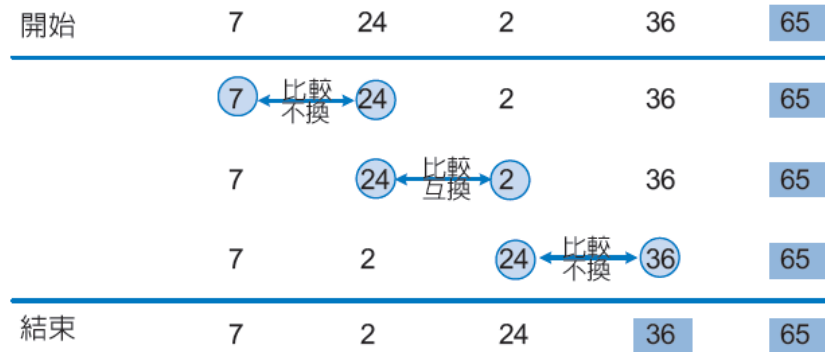 開始 7 24 2 36 65
7 比較 不換 24 2 36 65
7 24 比較 互換 2 36 65
7 2 24 比較 不換 36 65
結束 7 2 24 36 65